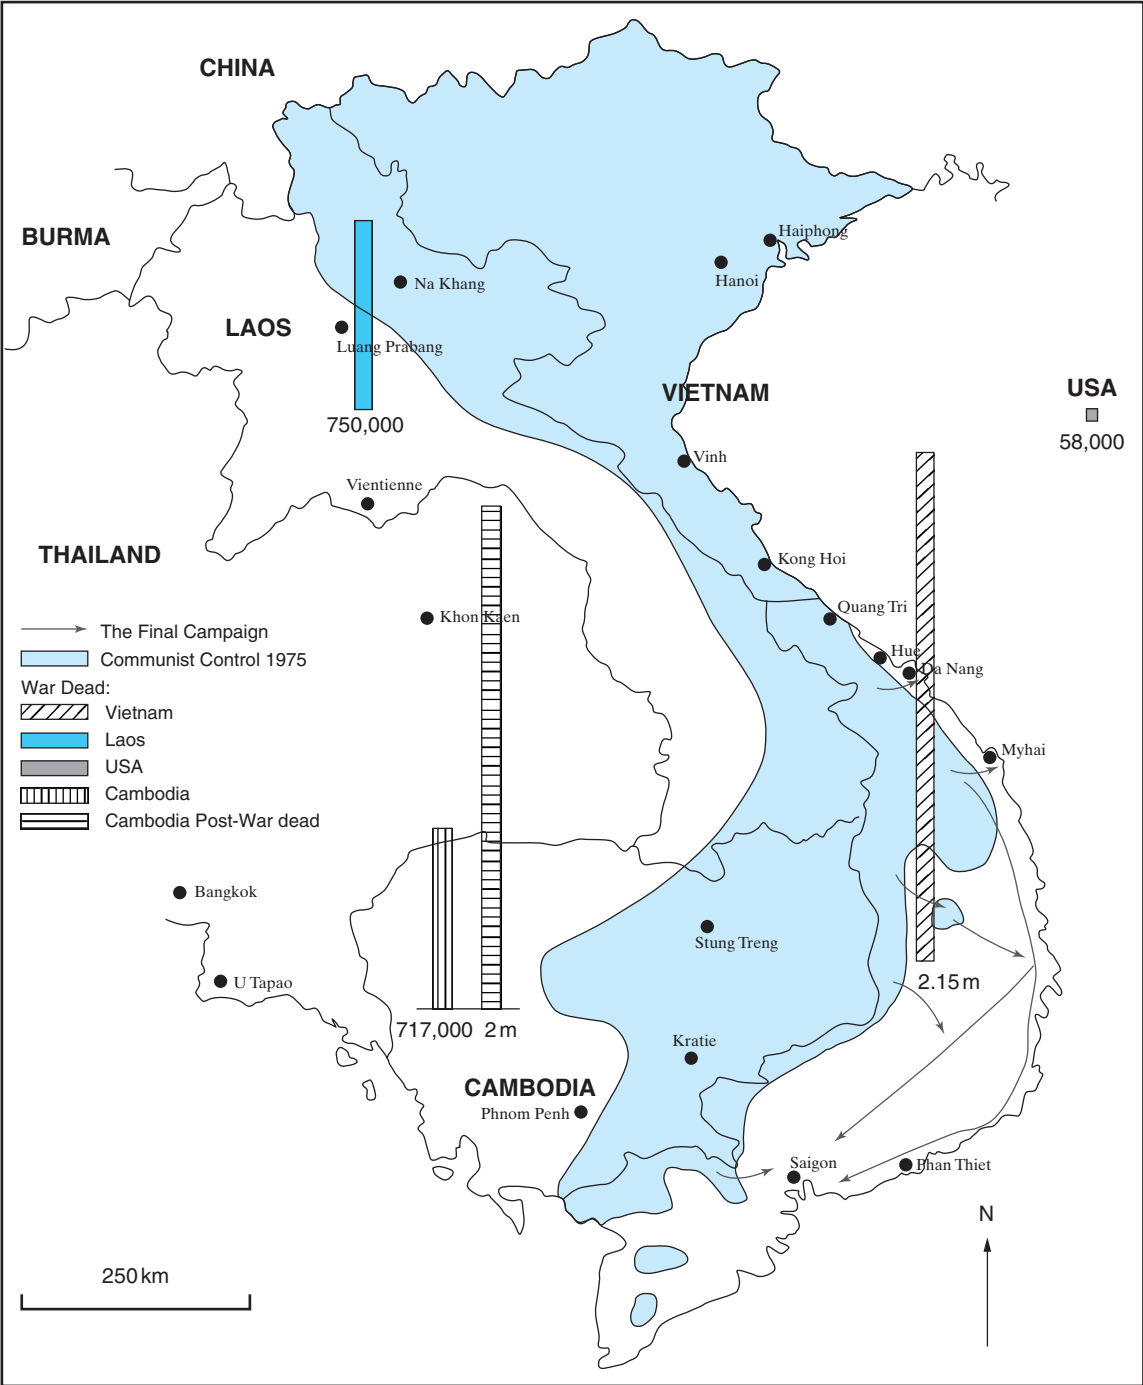 CHINA
BURMA
Haiphong
Hanoi
Na Khang
LAOS
Luang Prabang
VIETNAM
USA
58,000
750,000
Vinh
Vientienne
THAILAND
Kong Hoi
Quang Tri
Khon Kaen
Hue
Da Nang
The Final Campaign
Communist Control 1975
War Dead:
Vietnam
Laos
USA
Cambodia
Cambodia Post-War dead
Myhai
Bangkok
Stung Treng
U Tapao
2.15 m
717,000
2 m
Kratie
CAMBODIA
Phnom Penh
Saigon
Phan Thiet
N
250 km